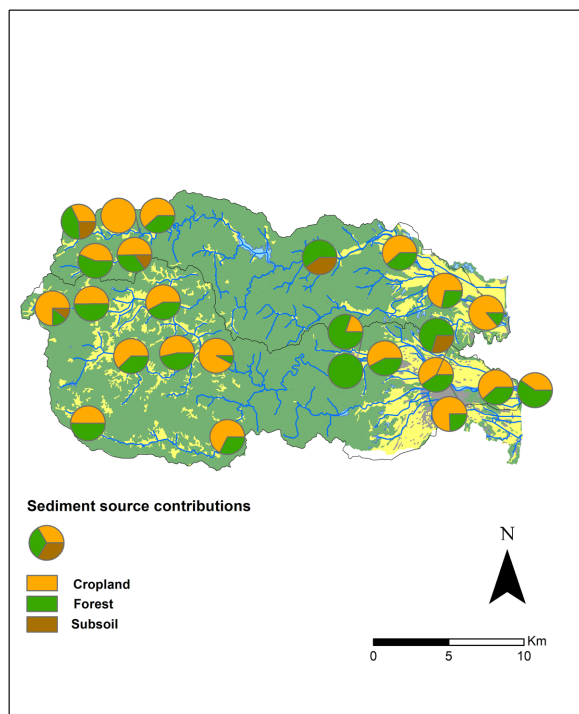 Sediment source contributions
N
Cropland
Forest
Subsoil
Km
0 5 10